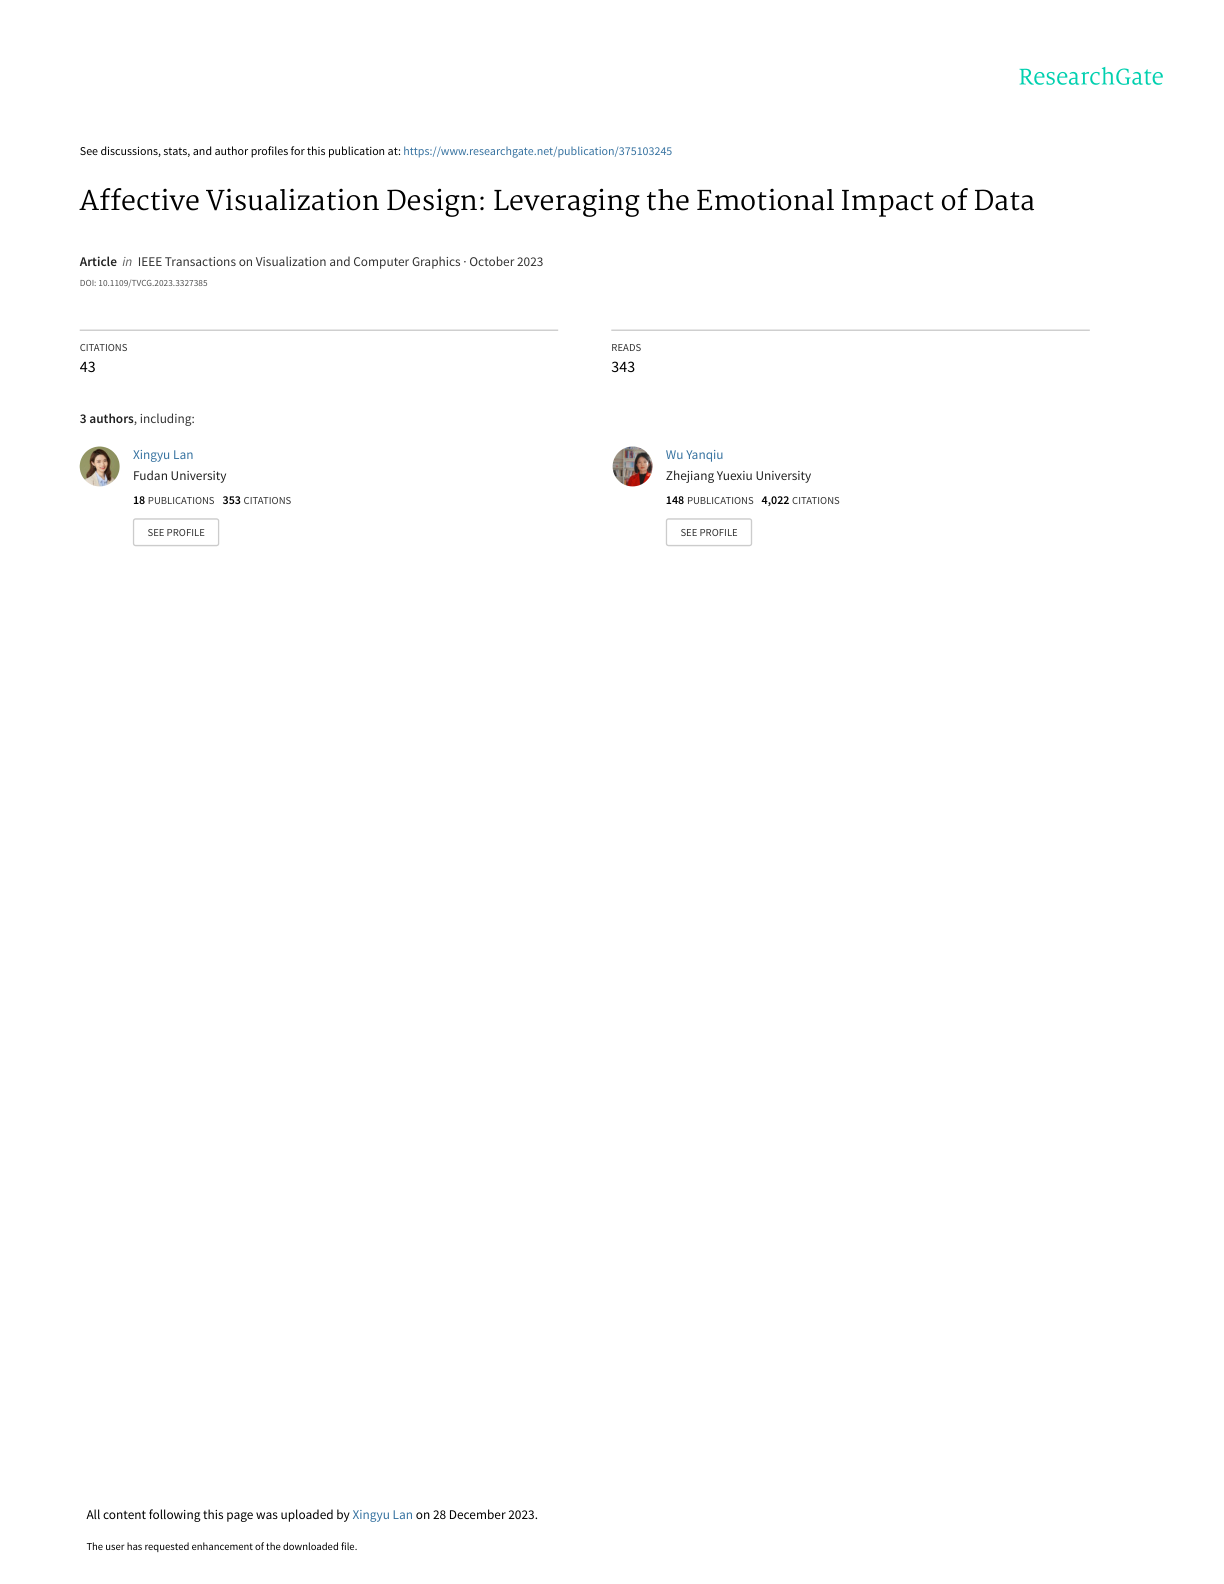 ResearchGate
See discussions, stats, and author profiles for this publication at: https://www.researchgate.net/publication/375103245
Affective Visualization Design: Leveraging the Emotional Impact of Data
Article in IEEE Transactions on Visualization and Computer Graphics · October 2023
DOI: 10.1109/TVCG.2023.3327385
CITATIONS
43
READS
343
3 authors, including:
Xingyu Lan
Fudan University
18 PUBLICATIONS 353 CITATIONS
SEE PROFILE
Wu Yanqiu
Zhejiang Yuexiu University
148 PUBLICATIONS 4,022 CITATIONS
SEE PROFILE
All content following this page was uploaded by Xingyu Lan on 28 December 2023.
The user has requested enhancement of the downloaded file.